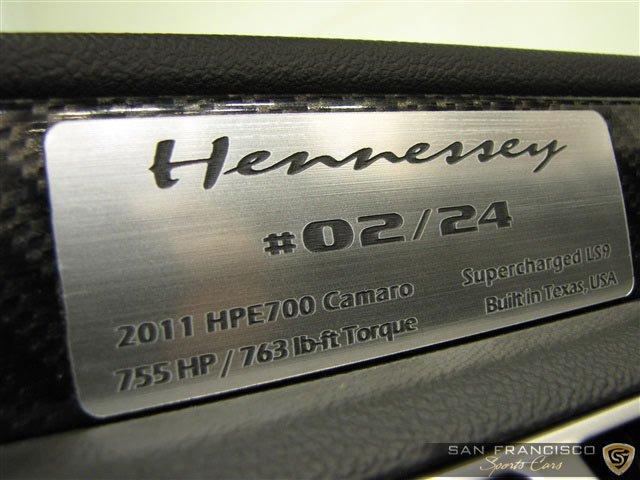 Hennessey
#02/24
2011 HPE700 Camaro
Supercharged LS9
755 HP / 763 lb-ft Torque
Built in Texas, USA
SAN FRANCISCO
Sports Cars
S